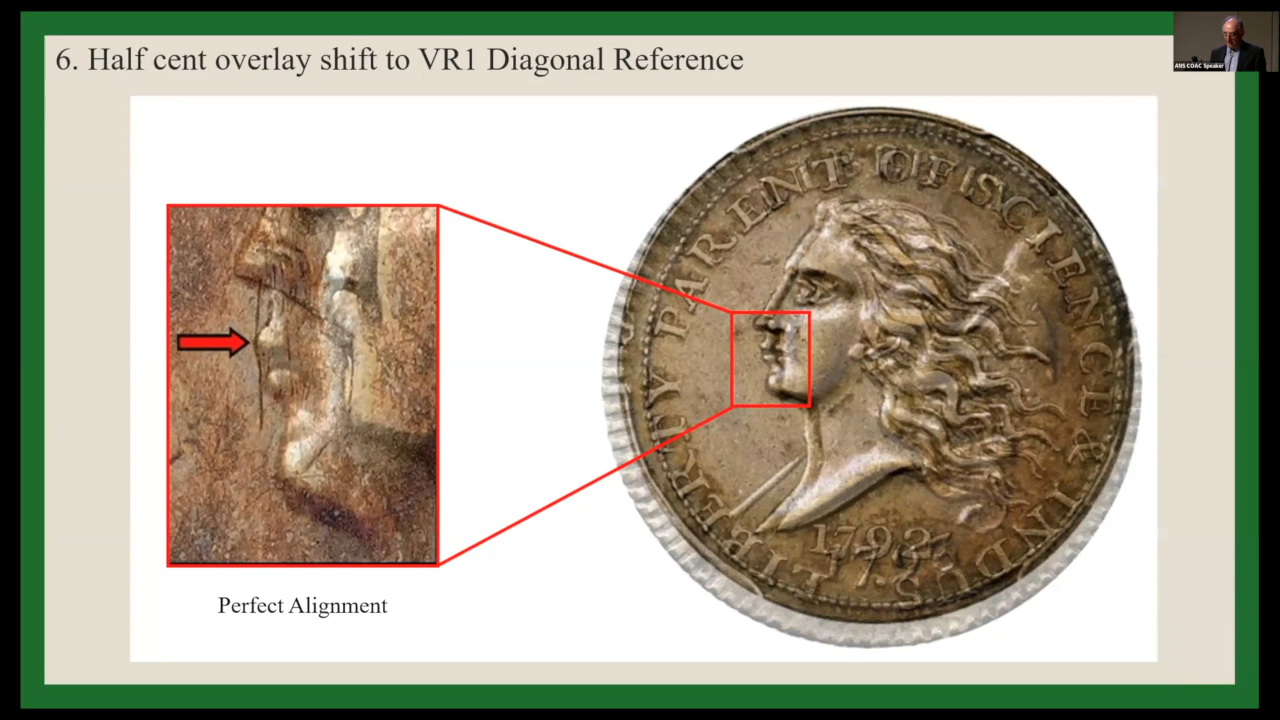 6. Half cent overlay shift to VR1 Diagonal Reference
ANS COAC Speaker
LIBERTY PARENT OF SCIENCE & INDUS
1793
Perfect Alignment